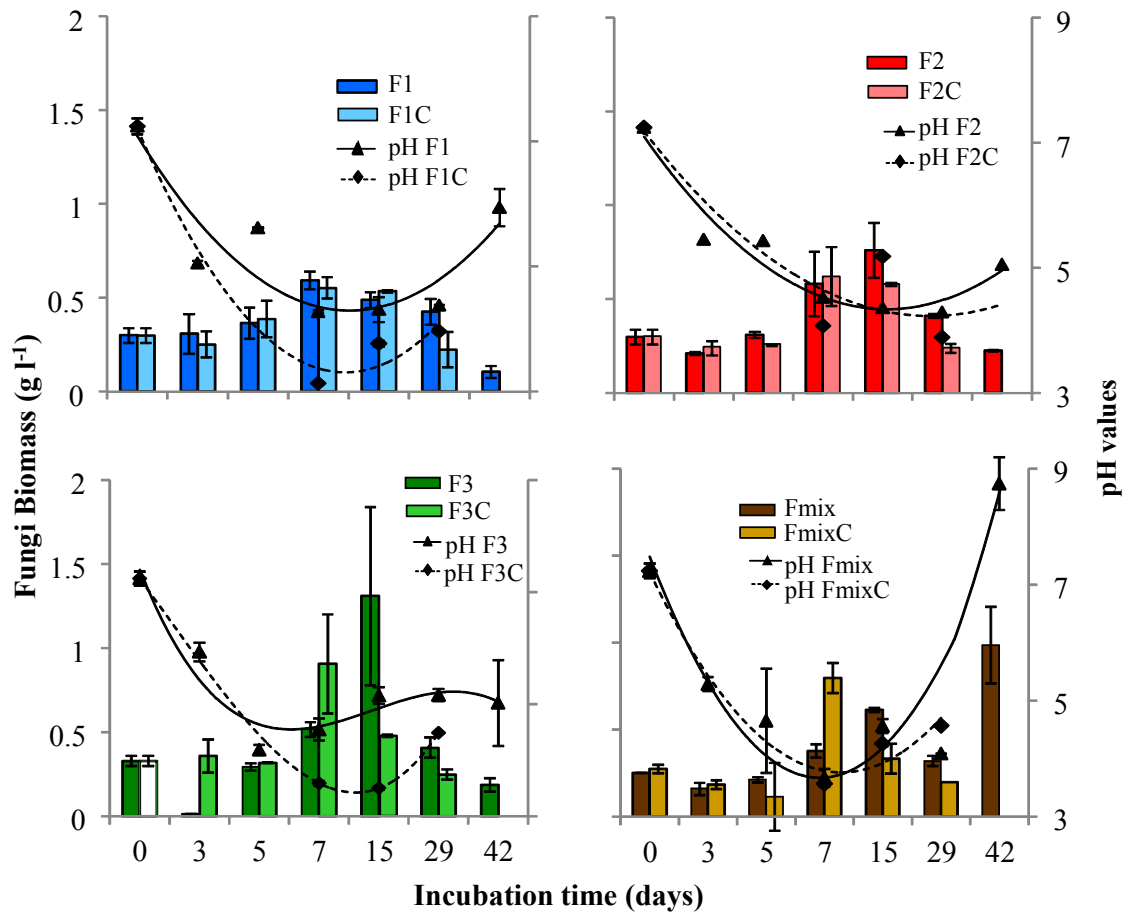 2
1.5
1
0.5
0
F1
F1C
pH F1
pH F1C
9
7
5
3
F2
F2C
pH F2
pH F2C
Fungi Biomass (g l-1)
pH values
2
1.5
1
0.5
0
F3
F3C
pH F3
pH F3C
9
7
5
3
Fmix
FmixC
pH Fmix
pH FmixC
0 3 5 7 15 29 42
0 3 5 7 15 29 42
Incubation time (days)